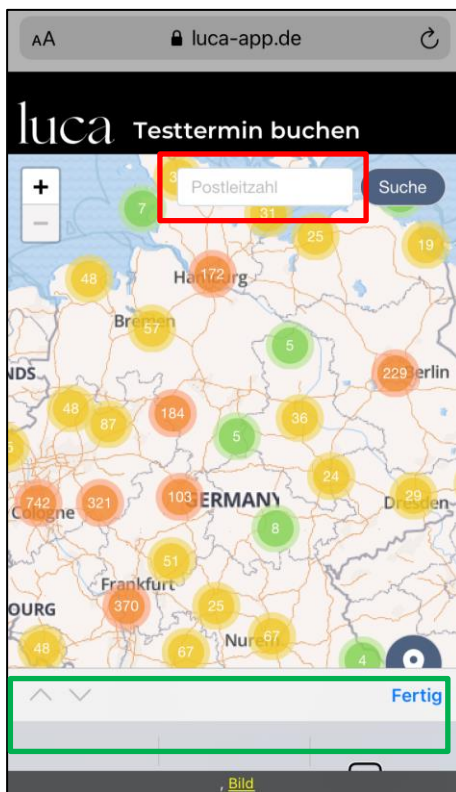 AA luca-app.de
luca Testtermin buchen
+ Postleitzahl Suche
−
7
31
25
19
48
Hamburg
172
Bremen
57
5
229
Berlin
NDS
48
87
184
5
36
24
742
321
103
GERMANY
29
Dresden
Cologne
8
51
Frankfurt
370
25
OURG
48
67
Nure
67
4
Fertig
, Bild